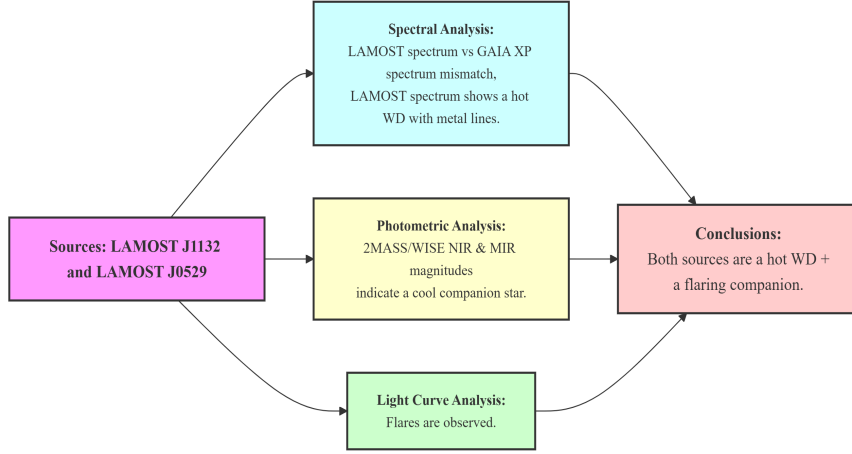 Spectral Analysis:
LAMOST spectrum vs GAIA XP
spectrum mismatch,
LAMOST spectrum shows a hot
WD with metal lines.
Sources: LAMOST J1132
and LAMOST J0529
Photometric Analysis:
2MASS/WISE NIR & MIR
magnitudes
indicate a cool companion star.
Conclusions:
Both sources are a hot WD +
a flaring companion.
Light Curve Analysis:
Flares are observed.